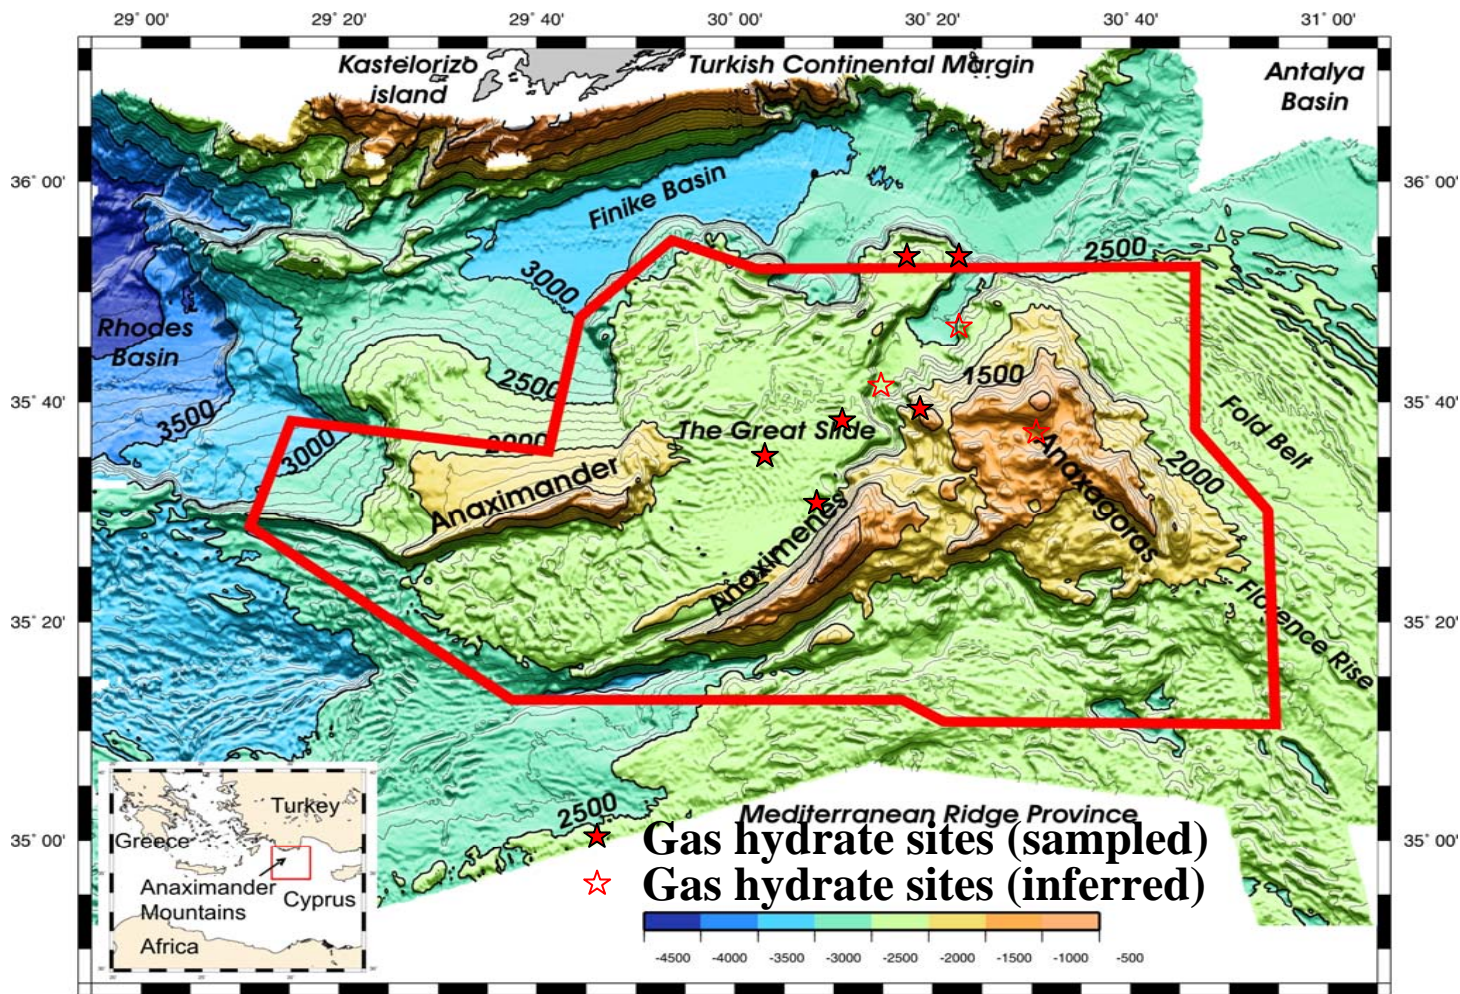 29° 00'
29° 20'
29° 40'
30° 00'
30° 20'
30° 40'
31° 00'
Kastelorizo
island
Turkish Continental Margin
Antalya
Basin
36° 00'
36° 00'
Finike Basin
2500
3000
Rhodes
Basin
2500
1500
35° 40'
35° 40'
3500
3000
The Great Slide
Fold Belt
2000
Anaximander
Anaxagoras
Anaximenes
35° 20'
35° 20'
Florence Rise
2500
Mediterranean Ridge Province
35° 00'
35° 00'
Gas hydrate sites (sampled)
Gas hydrate sites (inferred)
-4500
-4000
-3500
-3000
-2500
-2000
-1500
-1000
-500
Turkey
Greece
Anaximander
Mountains
Cyprus
Africa